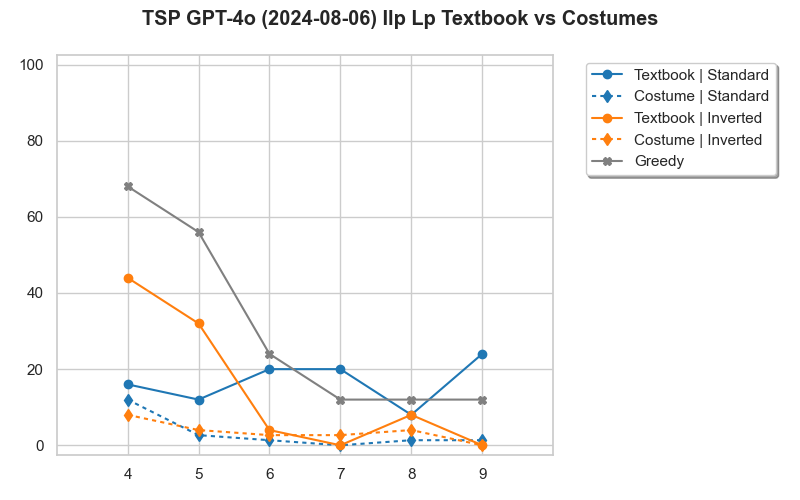 TSP GPT-4o (2024-08-06) Ilp Lp Textbook vs Costumes
100
80
60
40
20
0
4 5 6 7 8 9
Textbook | Standard
Costume | Standard
Textbook | Inverted
Costume | Inverted
Greedy